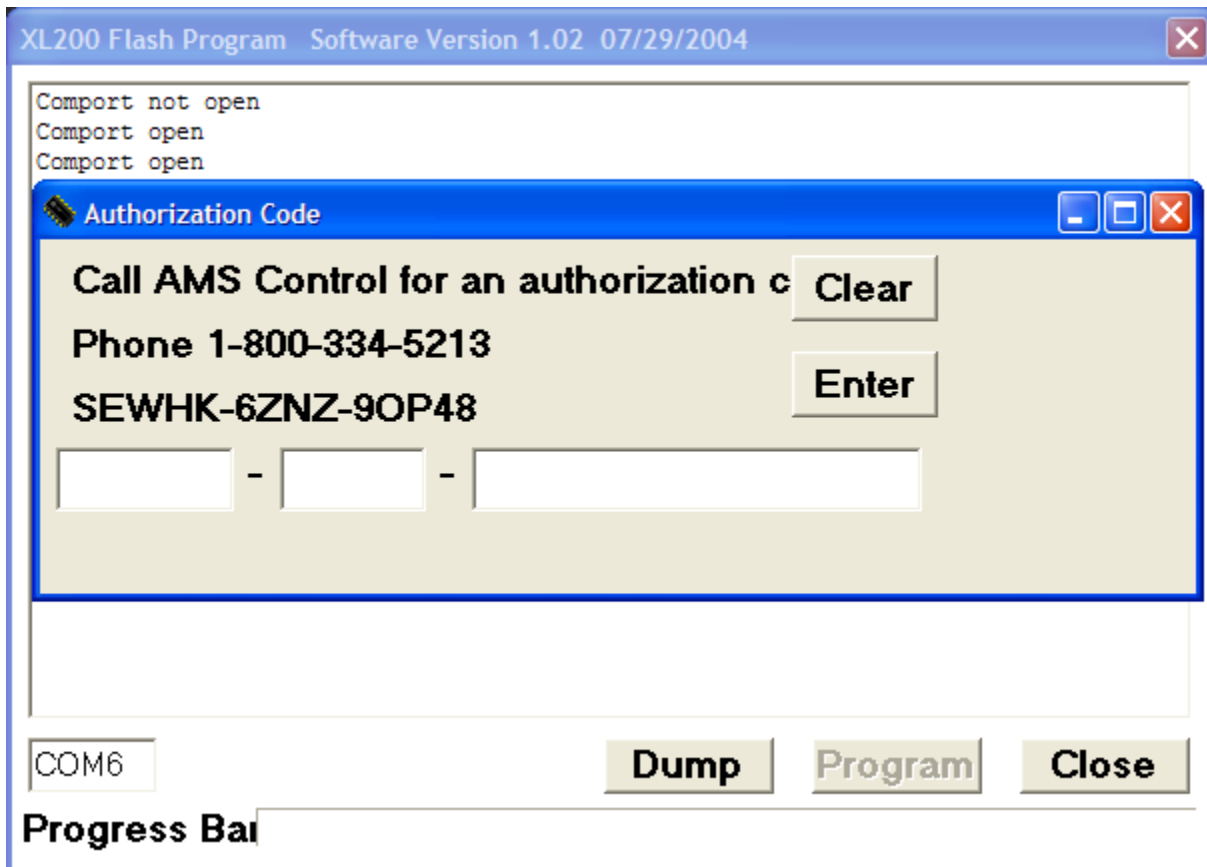 XL200 Flash Program Software Version 1.02 07/29/2004
Comport not open
Comport open
Comport open
Authorization Code
Call AMS Control for an authorization c
Clear
Phone 1-800-334-5213
Enter
SEWHK-6ZNZ-9OP48
- -
COM6
Dump
Program
Close
Progress Bar